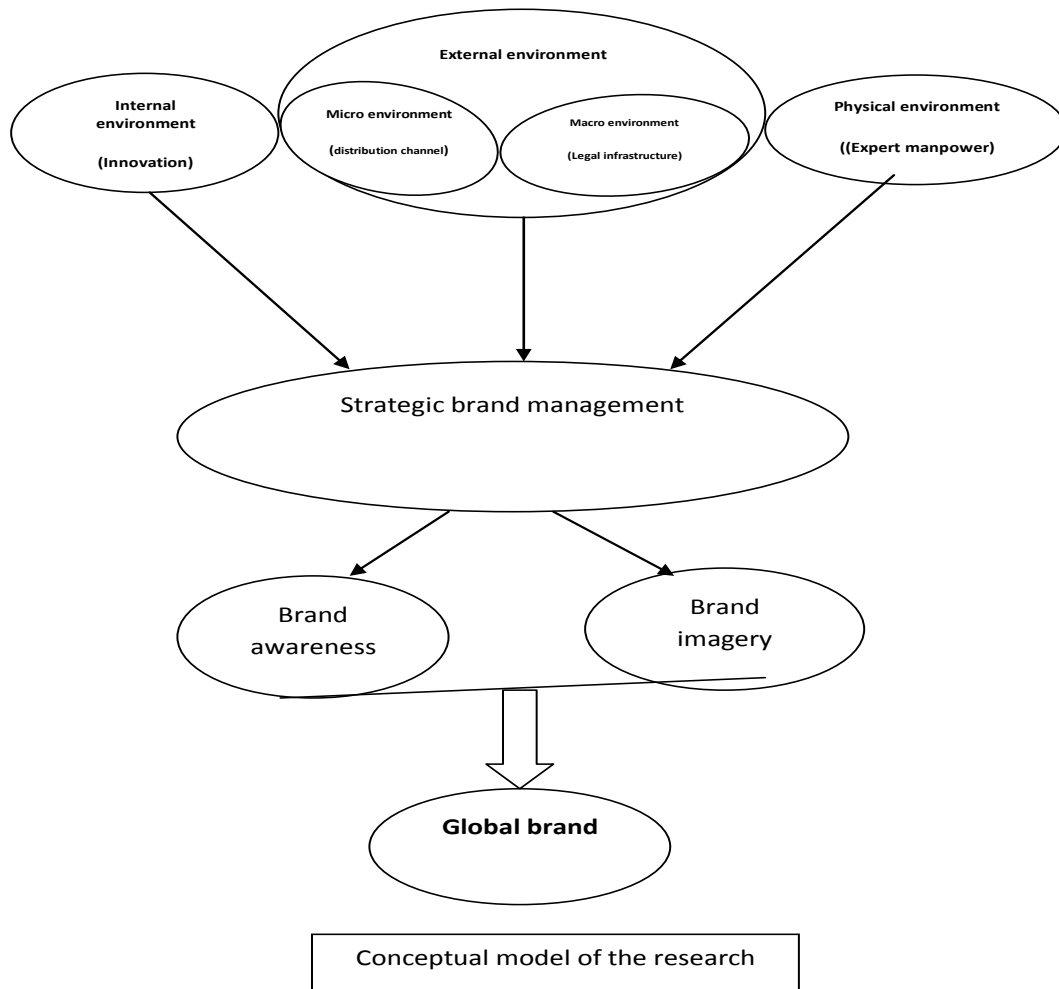 External environment
Internal
environment
(Innovation)
Micro environment
(distribution channel)
Macro environment
(Legal infrastructure)
Physical environment
((Expert manpower)
Strategic brand management
Brand
awareness
Brand
imagery
Global brand
Conceptual model of the research